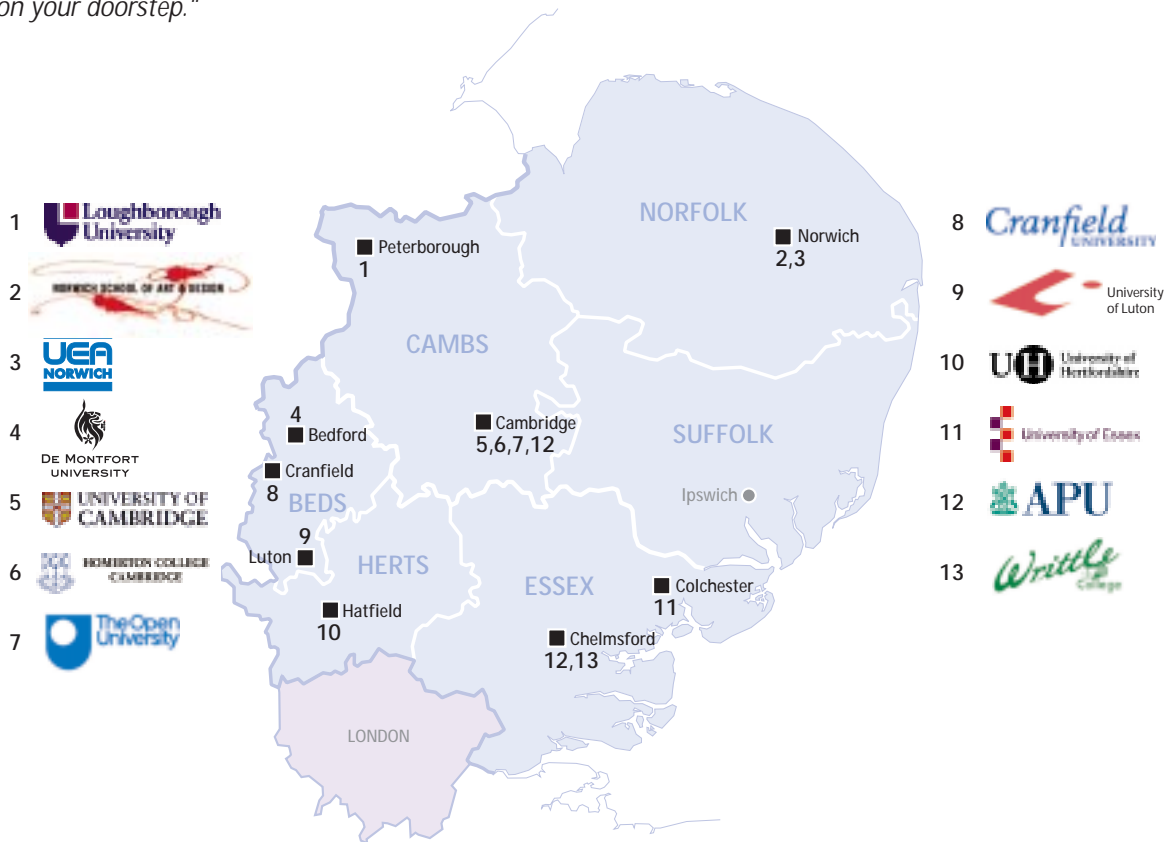 on your doorstep."
1
Loughborough
University
2
NORWICH SCHOOL OF ART & DESIGN
3
UEA
NORWICH
4
DE MONTFORT
UNIVERSITY
5
UNIVERSITY OF
CAMBRIDGE
6
HOMERTON COLLEGE
CAMBRIDGE
7
The Open
University
NORFOLK
Norwich
2,3
Peterborough
1
CAMBS
4
Bedford
Cambridge
5,6,7,12
SUFFOLK
Cranfield
8
BEDS
Ipswich
9
Luton
HERTS
ESSEX
Colchester
11
Hatfield
10
Chelmsford
12,13
LONDON
8
Cranfield
UNIVERSITY
9
University
of Luton
10
UH
University of
Hertfordshire
11
University of Essex
12
APU
13
Writtle
College